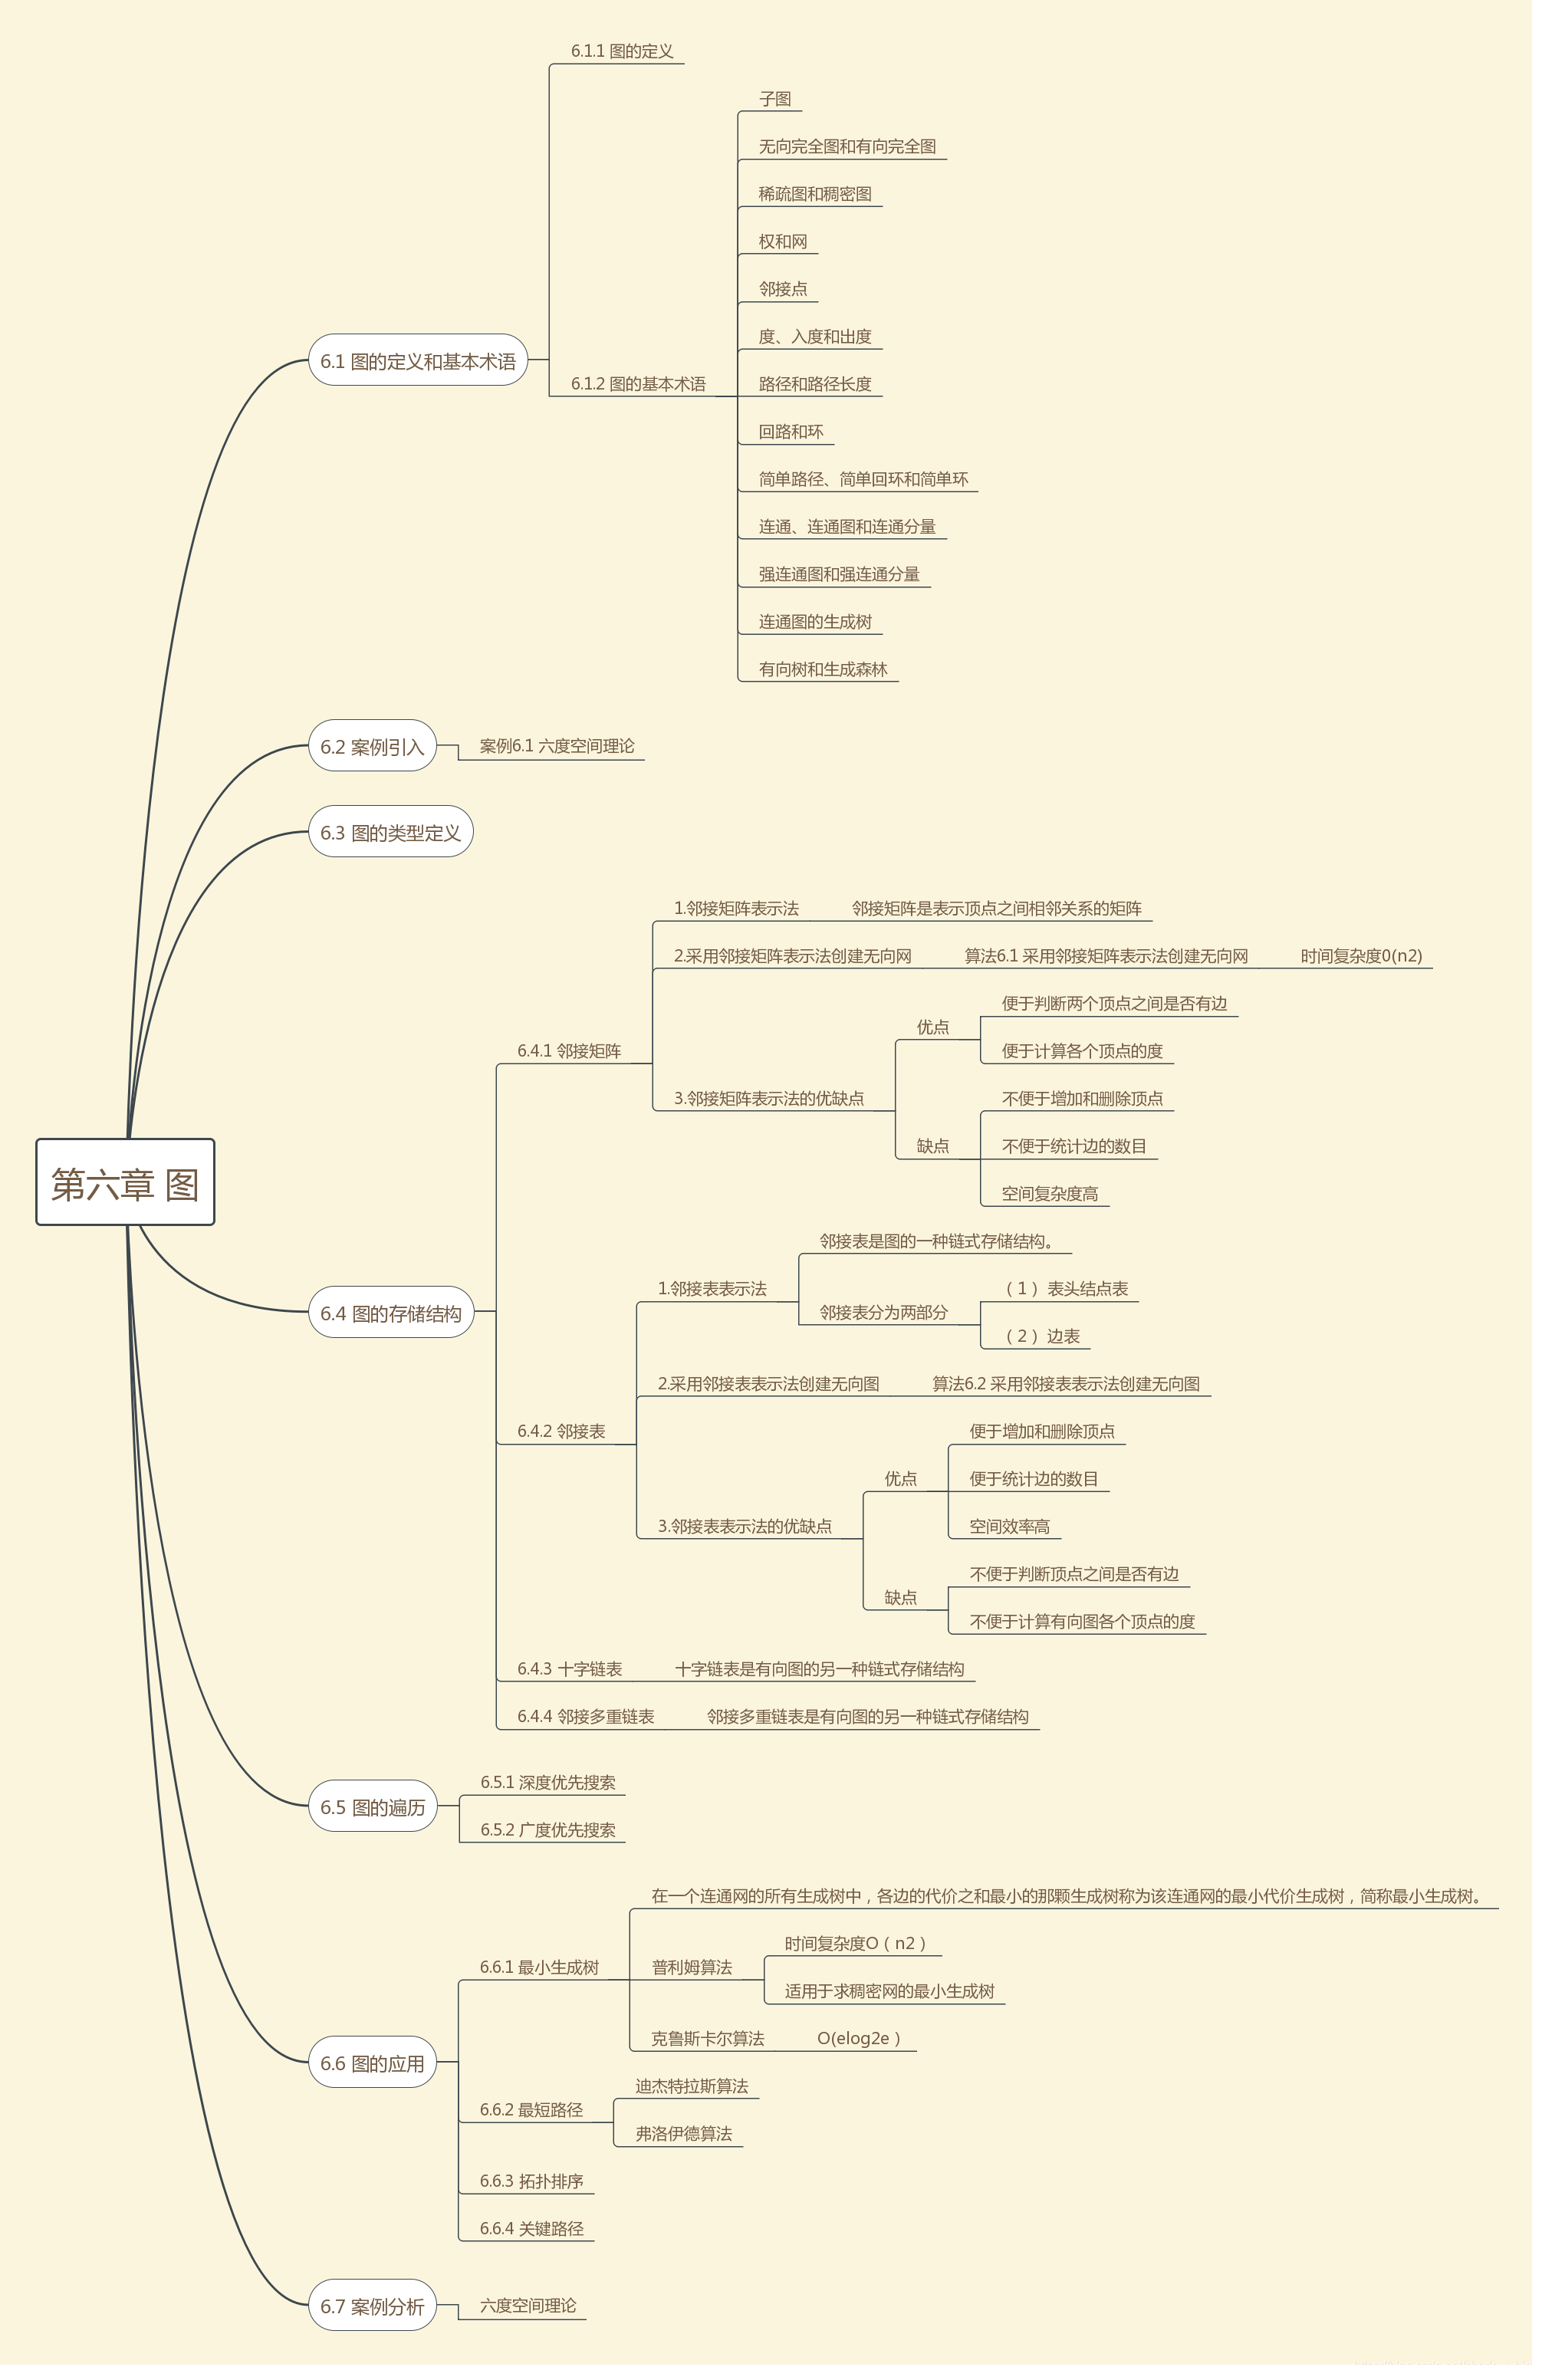 第六章 图
6.1 图的定义和基本术语
6.1.1 图的定义
6.1.2 图的基本术语
子图
无向完全图和有向完全图
稀疏图和稠密图
权和网
邻接点
度、入度和出度
路径和路径长度
回路和环
简单路径、简单回环和简单环
连通、连通图和连通分量
强连通图和强连通分量
连通图的生成树
有向树和生成森林
6.2 案例引入
案例6.1 六度空间理论
6.3 图的类型定义
6.4 图的存储结构
6.4.1 邻接矩阵
1.邻接矩阵表示法
邻接矩阵是表示顶点之间相邻关系的矩阵
2.采用邻接矩阵表示法创建无向网
算法6.1 采用邻接矩阵表示法创建无向网
时间复杂度0(n2)
3.邻接矩阵表示法的优缺点
优点
便于判断两个顶点之间是否有边
便于计算各个顶点的度
缺点
不便于增加和删除顶点
不便于统计边的数目
空间复杂度高
6.4.2 邻接表
1.邻接表表示法
邻接表是图的一种链式存储结构。
邻接表分为两部分
（1）表头结点表
（2）边表
2.采用邻接表表示法创建无向图
算法6.2 采用邻接表表示法创建无向图
3.邻接表表示法的优缺点
优点
便于增加和删除顶点
便于统计边的数目
空间效率高
缺点
不便于判断顶点之间是否有边
不便于计算有向图各个顶点的度
6.4.3 十字链表
十字链表是有向图的另一种链式存储结构
6.4.4 邻接多重链表
邻接多重链表是有向图的另一种链式存储结构
6.5 图的遍历
6.5.1 深度优先搜索
6.5.2 广度优先搜索
6.6 图的应用
6.6.1 最小生成树
在一个连通网的所有生成树中，各边的代价之和最小的那颗生成树称为该连通网的最小代价生成树，简称最小生成树。
普利姆算法
时间复杂度O（n2）
适用于求稠密网的最小生成树
克鲁斯卡尔算法
O(elog2e）
6.6.2 最短路径
迪杰特拉斯算法
弗洛伊德算法
6.6.3 拓扑排序
6.6.4 关键路径
6.7 案例分析
六度空间理论